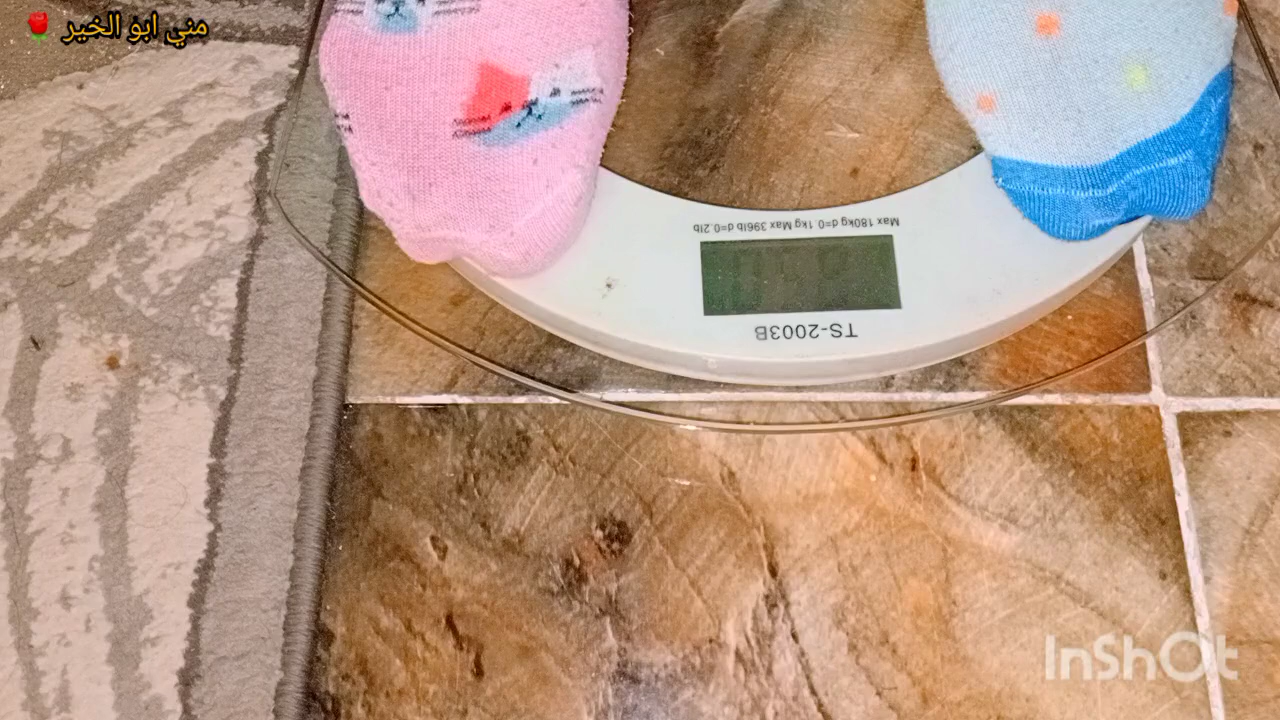 مني ابو الخير
Max 180kg d=0.1kg Max 396lb d=0.2lb
TS-2003B
InShOt